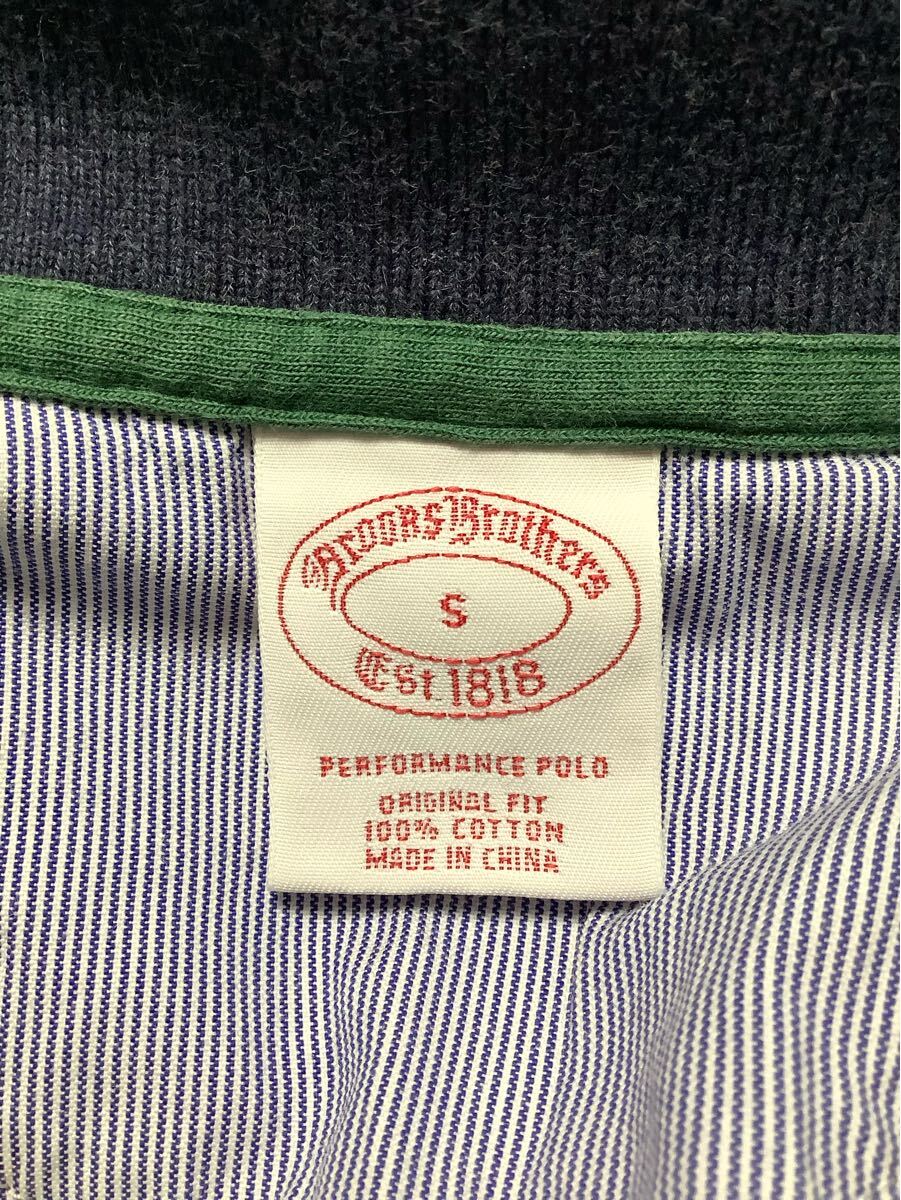 Brooks Brothers
S
Est. 1818
PERFORMANCE POLO
ORIGINAL FIT
100% COTTON
MADE IN CHINA